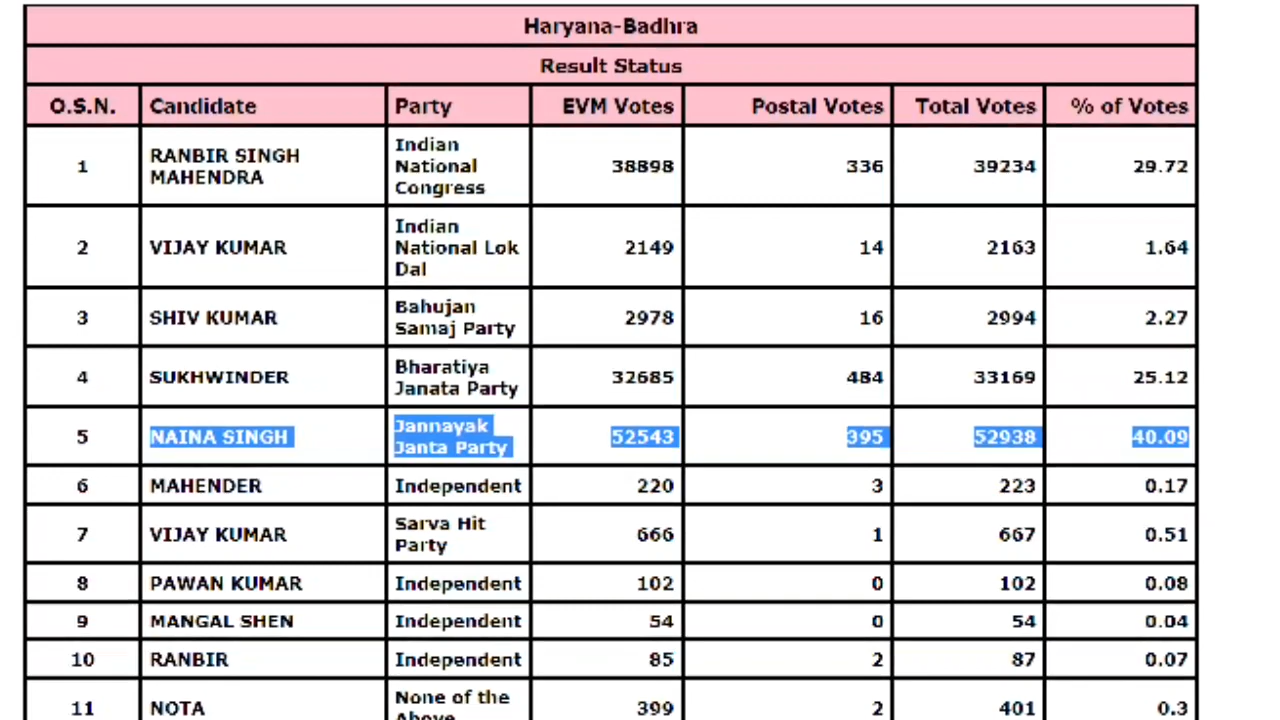 Haryana-Badhra
Result Status
O.S.N. Candidate Party EVM Votes Postal Votes Total Votes % of Votes
1 RANBIR SINGH MAHENDRA Indian National Congress 38898 336 39234 29.72
2 VIJAY KUMAR Indian National Lok Dal 2149 14 2163 1.64
3 SHIV KUMAR Bahujan Samaj Party 2978 16 2994 2.27
4 SUKHWINDER Bharatiya Janata Party 32685 484 33169 25.12
5 NAINA SINGH Jannayak Janta Party 52543 395 52938 40.09
6 MAHENDER Independent 220 3 223 0.17
7 VIJAY KUMAR Sarva Hit Party 666 1 667 0.51
8 PAWAN KUMAR Independent 102 0 102 0.08
9 MANGAL SHEN Independent 54 0 54 0.04
10 RANBIR Independent 85 2 87 0.07
11 NOTA None of the Above 399 2 401 0.3